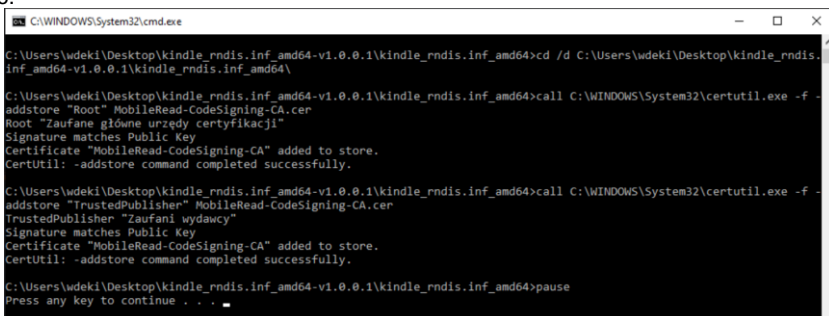 C:\WINDOWS\System32\cmd.exe
C:\Users\wdeki\Desktop\kindle_rndis.inf_amd64-v1.0.0.1\kindle_rndis.inf_amd64>cd /d C:\Users\wdeki\Desktop\kindle_rndis.
inf_amd64-v1.0.0.1\kindle_rndis.inf_amd64\
C:\Users\wdeki\Desktop\kindle_rndis.inf_amd64-v1.0.0.1\kindle_rndis.inf_amd64>call C:\WINDOWS\System32\certutil.exe -f -
addstore "Root" MobileRead-CodeSigning-CA.cer
Root "Zaufane główne urzędy certyfikacji"
Signature matches Public Key
Certificate "MobileRead-CodeSigning-CA" added to store.
CertUtil: -addstore command completed successfully.
C:\Users\wdeki\Desktop\kindle_rndis.inf_amd64-v1.0.0.1\kindle_rndis.inf_amd64>call C:\WINDOWS\System32\certutil.exe -f -
addstore "TrustedPublisher" MobileRead-CodeSigning-CA.cer
TrustedPublisher "Zaufani wydawcy"
Signature matches Public Key
Certificate "MobileRead-CodeSigning-CA" added to store.
CertUtil: -addstore command completed successfully.
C:\Users\wdeki\Desktop\kindle_rndis.inf_amd64-v1.0.0.1\kindle_rndis.inf_amd64>pause
Press any key to continue . . .